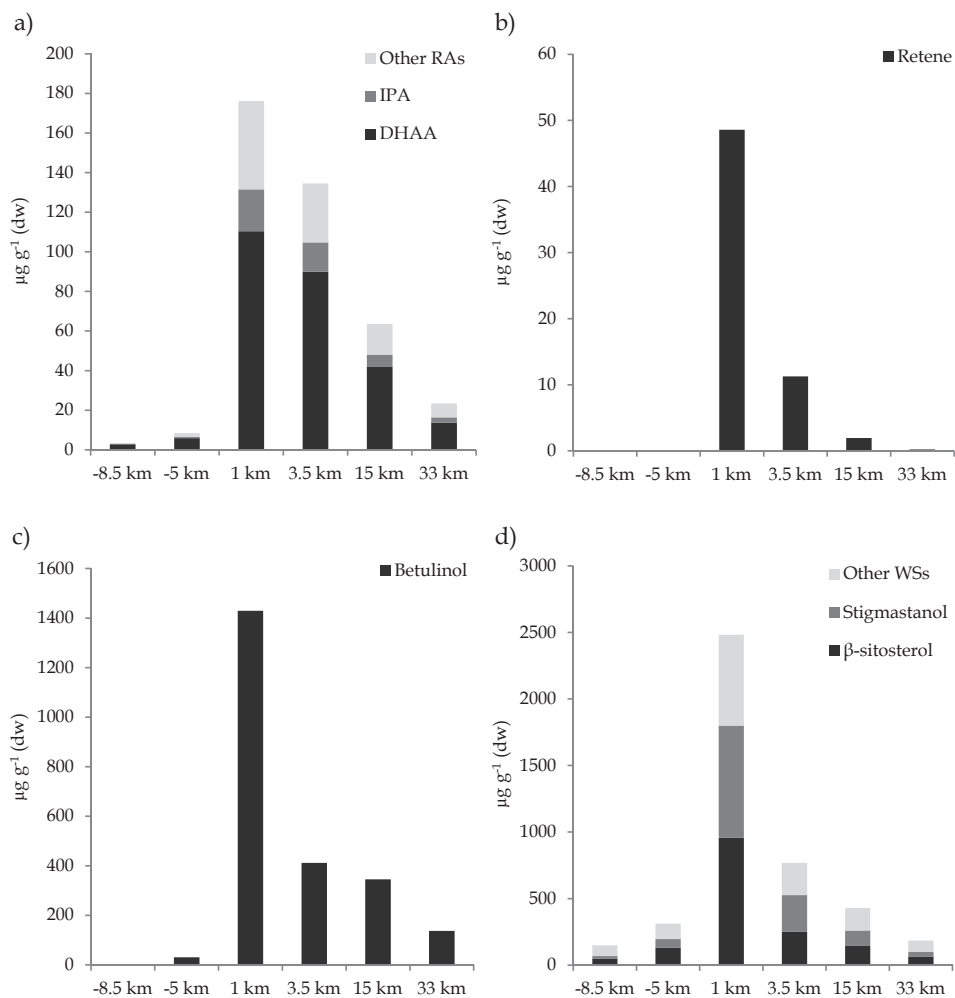 a)
200
180
160
140
120
100
80
60
40
20
0
µg g-1 (dw)
Other RAs
IPA
DHAA
-8.5 km -5 km 1 km 3.5 km 15 km 33 km
b)
60
50
40
30
20
10
0
µg g-1 (dw)
Retene
-8.5 km -5 km 1 km 3.5 km 15 km 33 km
c)
1600
1400
1200
1000
800
600
400
200
0
µg g-1 (dw)
Betulinol
-8.5 km -5 km 1 km 3.5 km 15 km 33 km
d)
3000
2500
2000
1500
1000
500
0
µg g-1 (dw)
Other WSs
Stigmastanol
β-sitosterol
-8.5 km -5 km 1 km 3.5 km 15 km 33 km